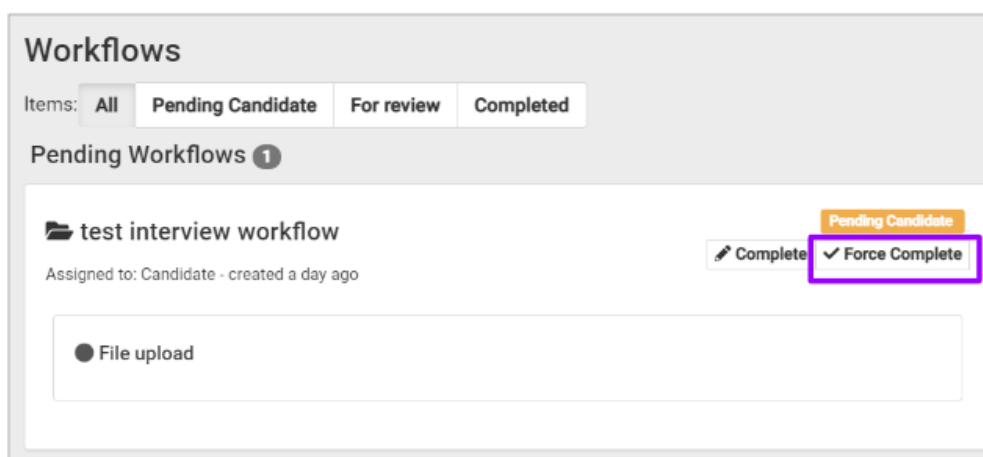 Workflows
Items: All Pending Candidate For review Completed
Pending Workflows 1
test interview workflow
Pending Candidate
Complete Force Complete
Assigned to: Candidate - created a day ago
File upload